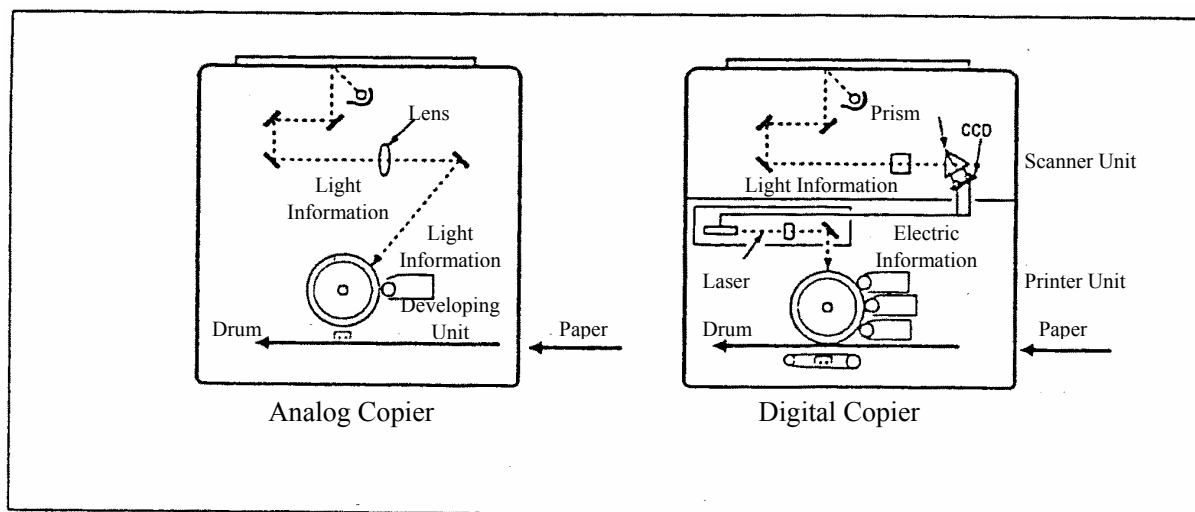 Lens
Light
Information
Light
Information
Developing
Unit
Drum
Paper
Analog Copier
Prism
CCD
Scanner Unit
Light Information
Electric
Information
Laser
Printer Unit
Drum
Paper
Digital Copier